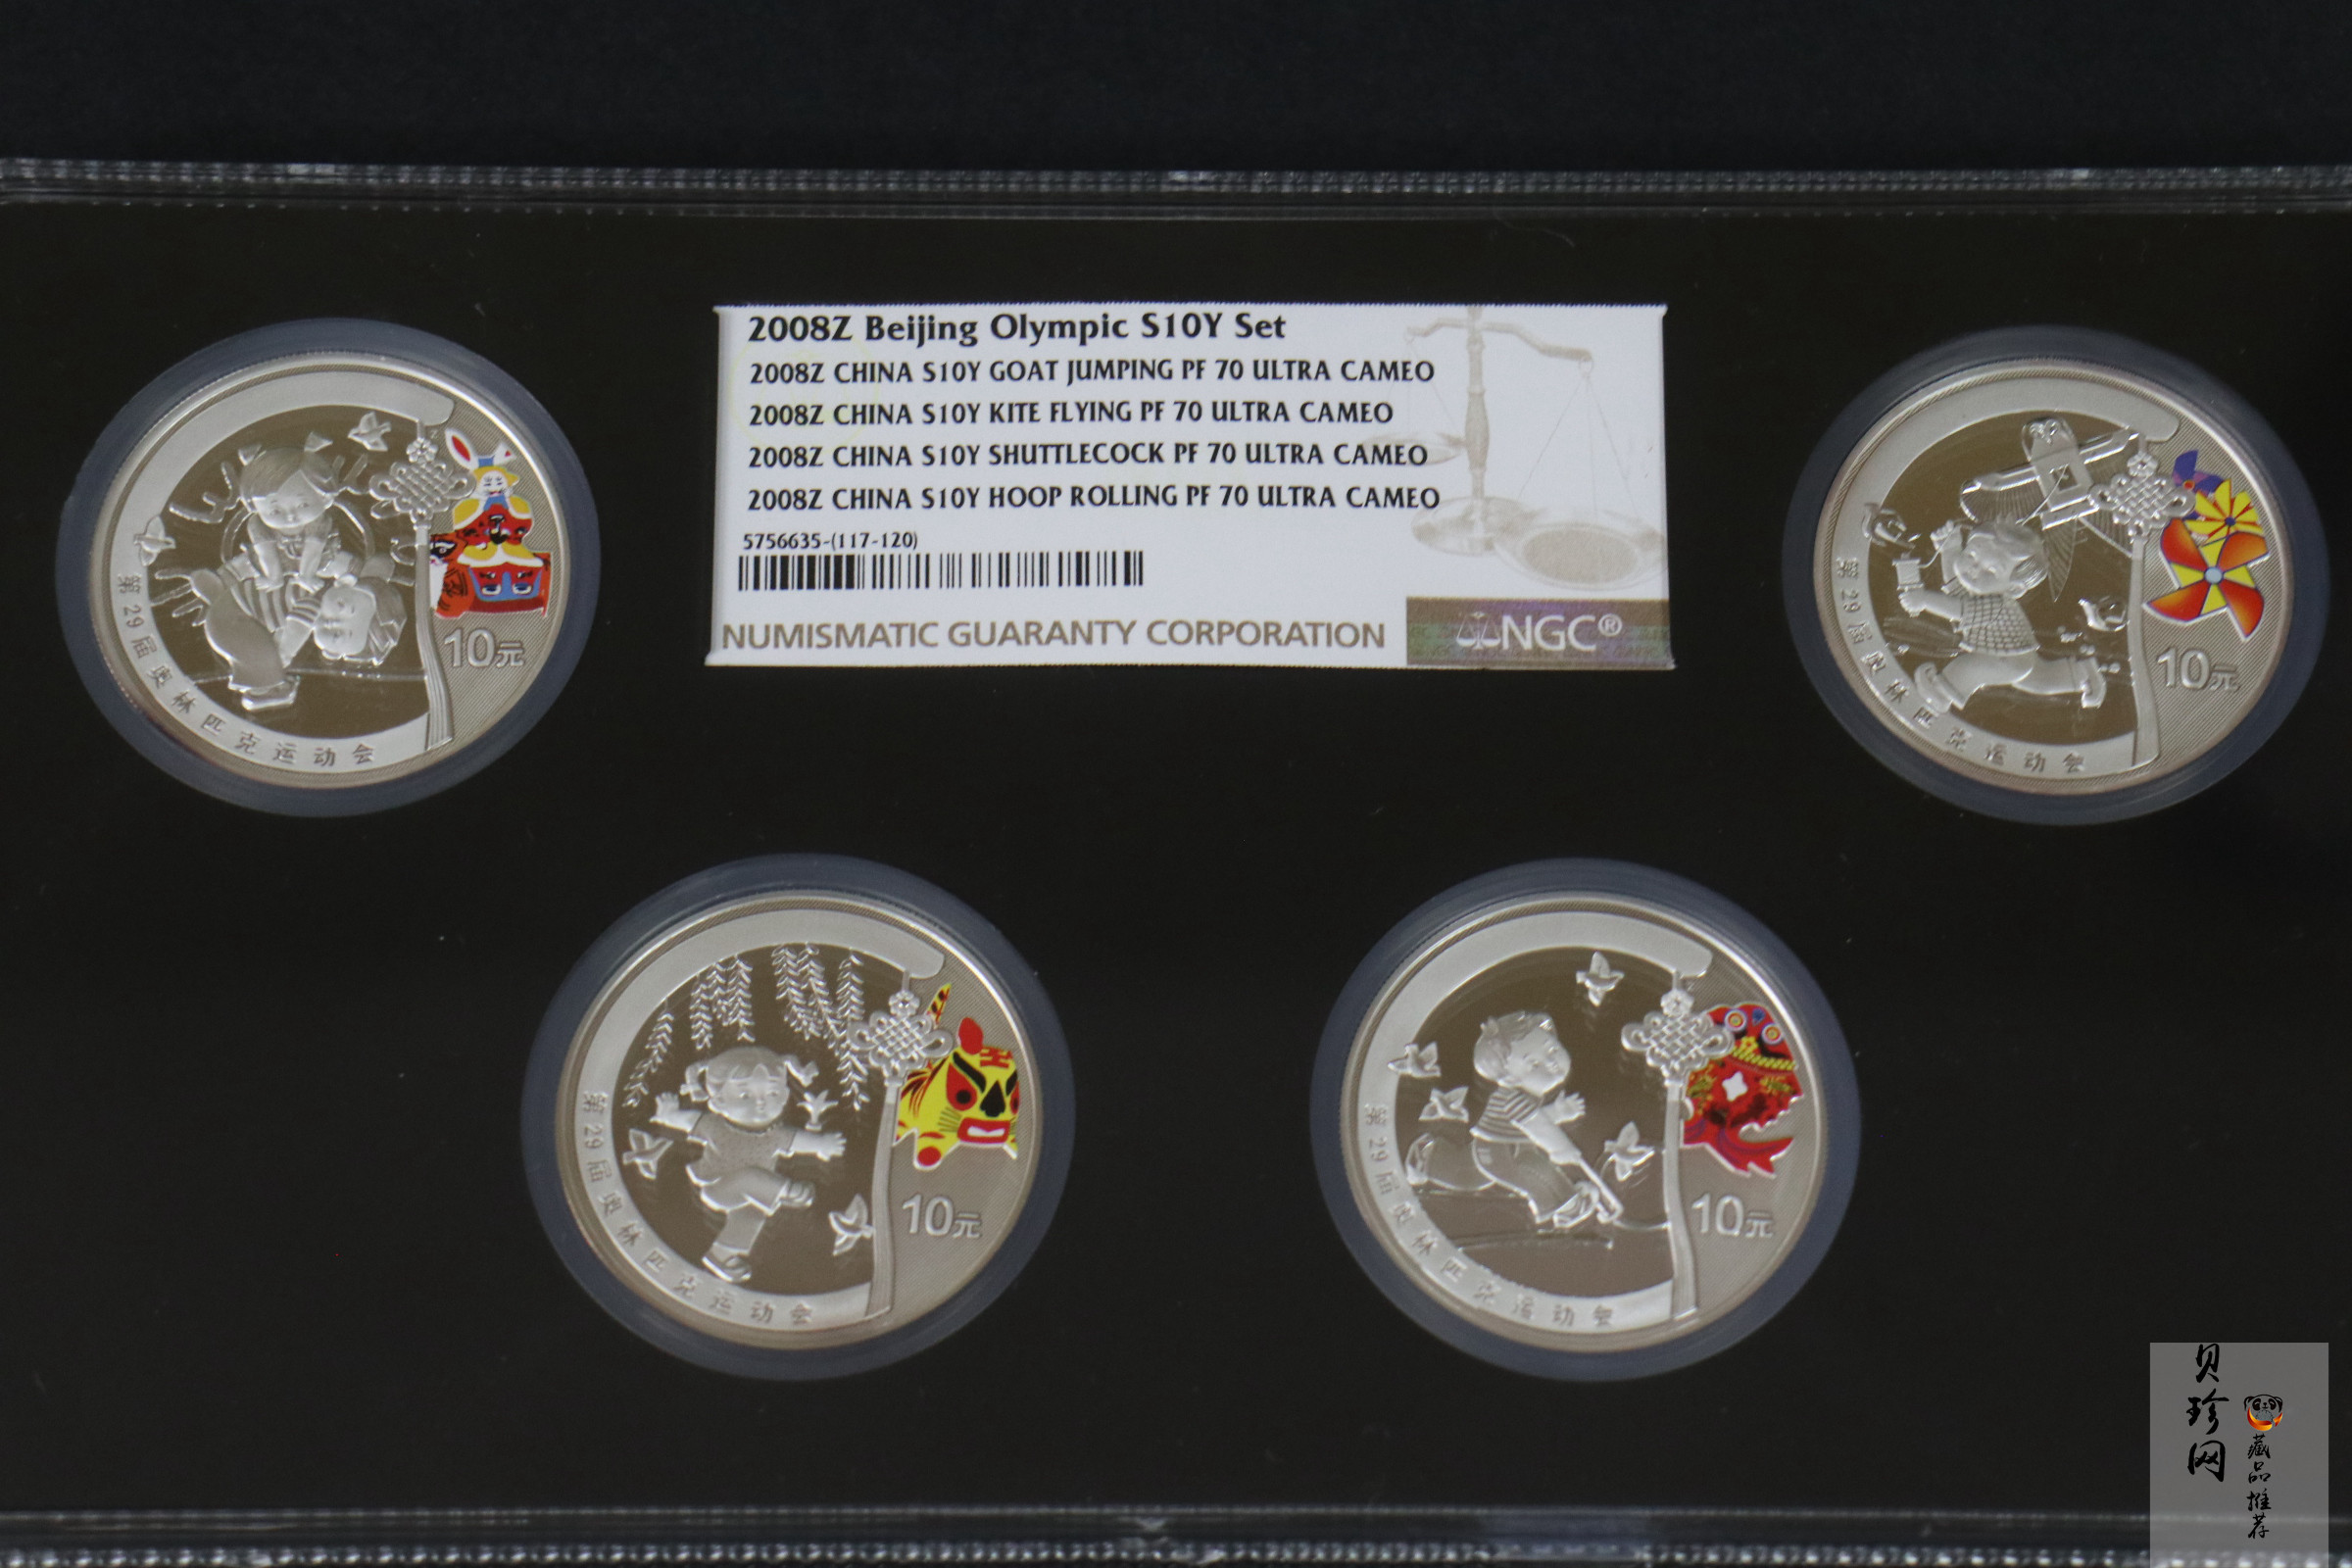 2008Z Beijing Olympic S10Y Set
2008Z CHINA S10Y GOAT JUMPING PF 70 ULTRA CAMEO
2008Z CHINA S10Y KITE FLYING PF 70 ULTRA CAMEO
2008Z CHINA S10Y SHUTTLECOCK PF 70 ULTRA CAMEO
2008Z CHINA S10Y HOOP ROLLING PF 70 ULTRA CAMEO
5756635-(117-120)
NUMISMATIC GUARANTY CORPORATION
NGC®
第29届奥林匹克运动会
10元
第29届奥林匹克运动会
10元
第29届奥林匹克运动会
王
10元
第29届奥林匹克运动会
10元
贝珍网
藏品推荐